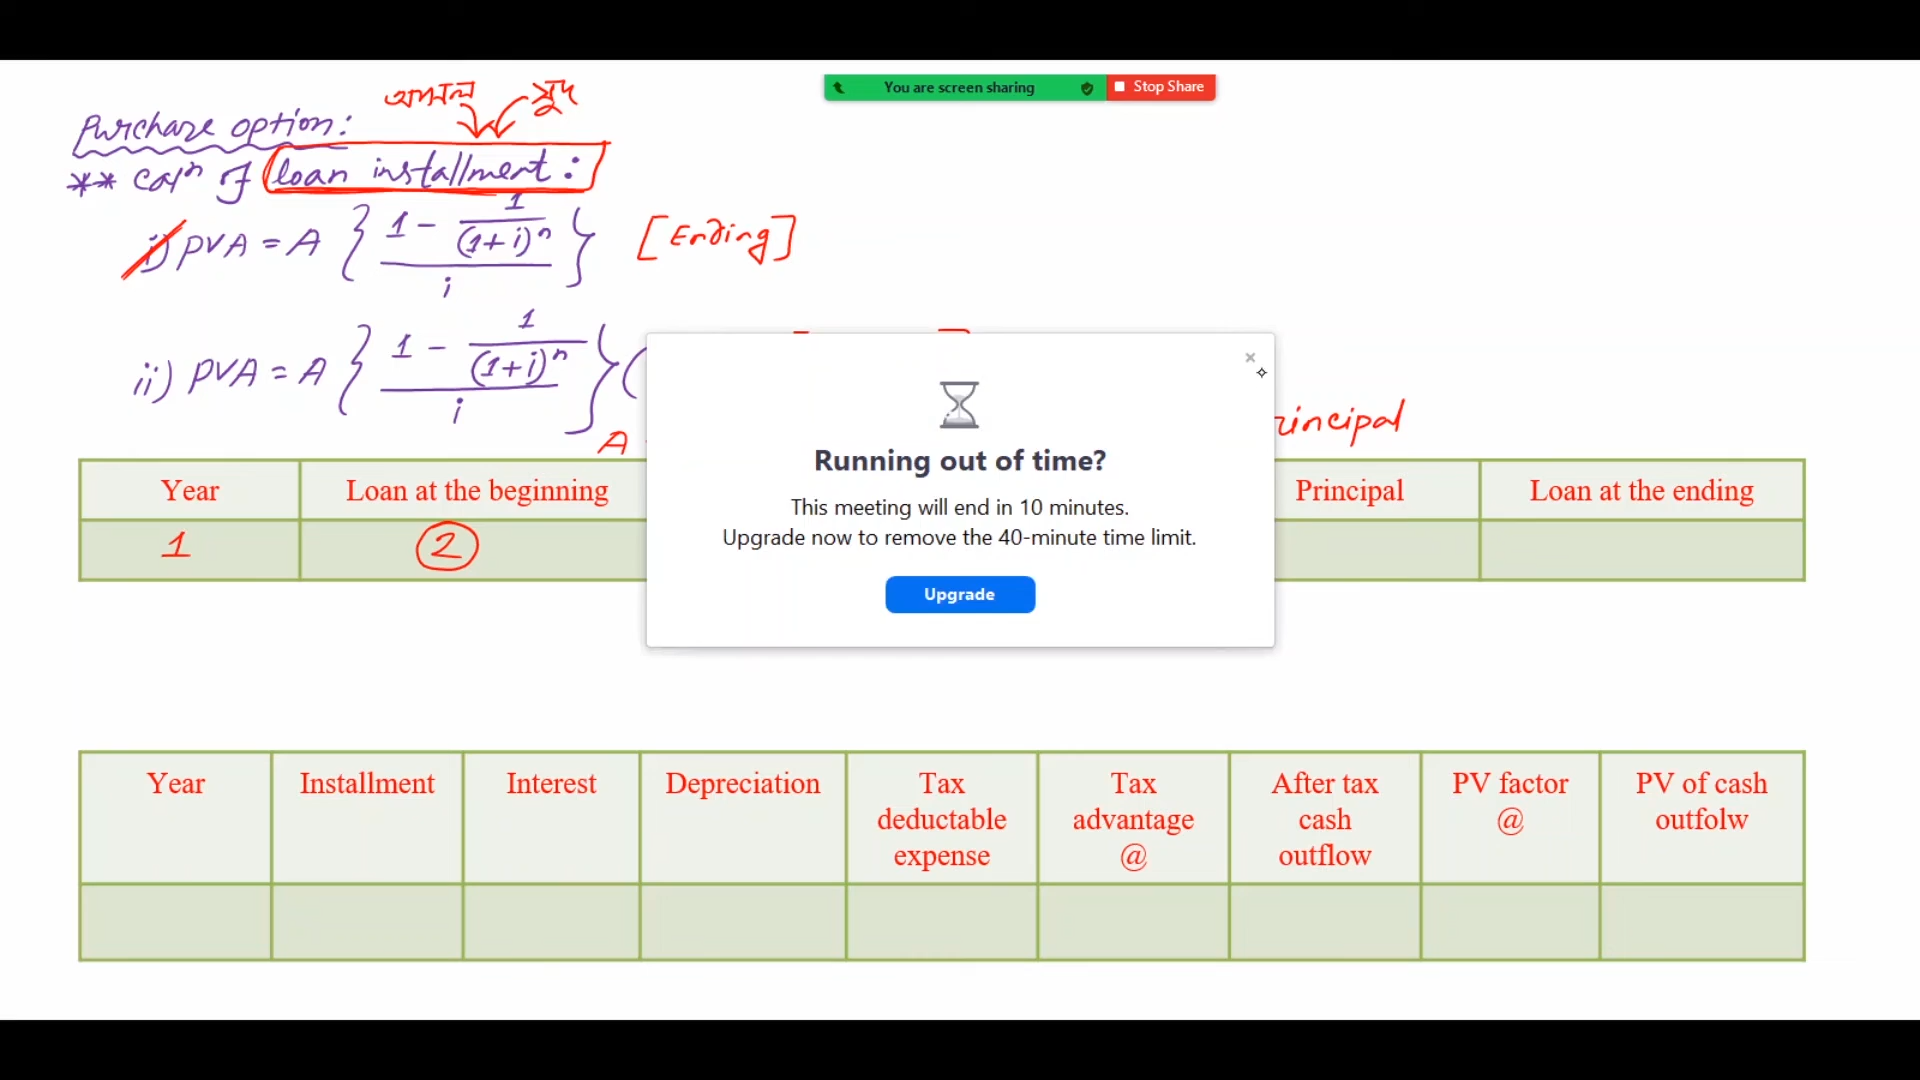 You are screen sharing Stop Share
আসল সুদ
Purchase option:
** Calⁿ of loan installment:
i) PVA = A { 1 - 1/(1+i)ⁿ / i } [Ending]
ii) PVA = A { 1 - 1/(1+i)ⁿ / i } (
A
rincipal
Running out of time?
This meeting will end in 10 minutes.
Upgrade now to remove the 40-minute time limit.
Upgrade
Year Loan at the beginning Principal Loan at the ending
1 2
Year Installment Interest Depreciation Tax deductable expense Tax advantage @ After tax cash outflow PV factor @ PV of cash outfolw